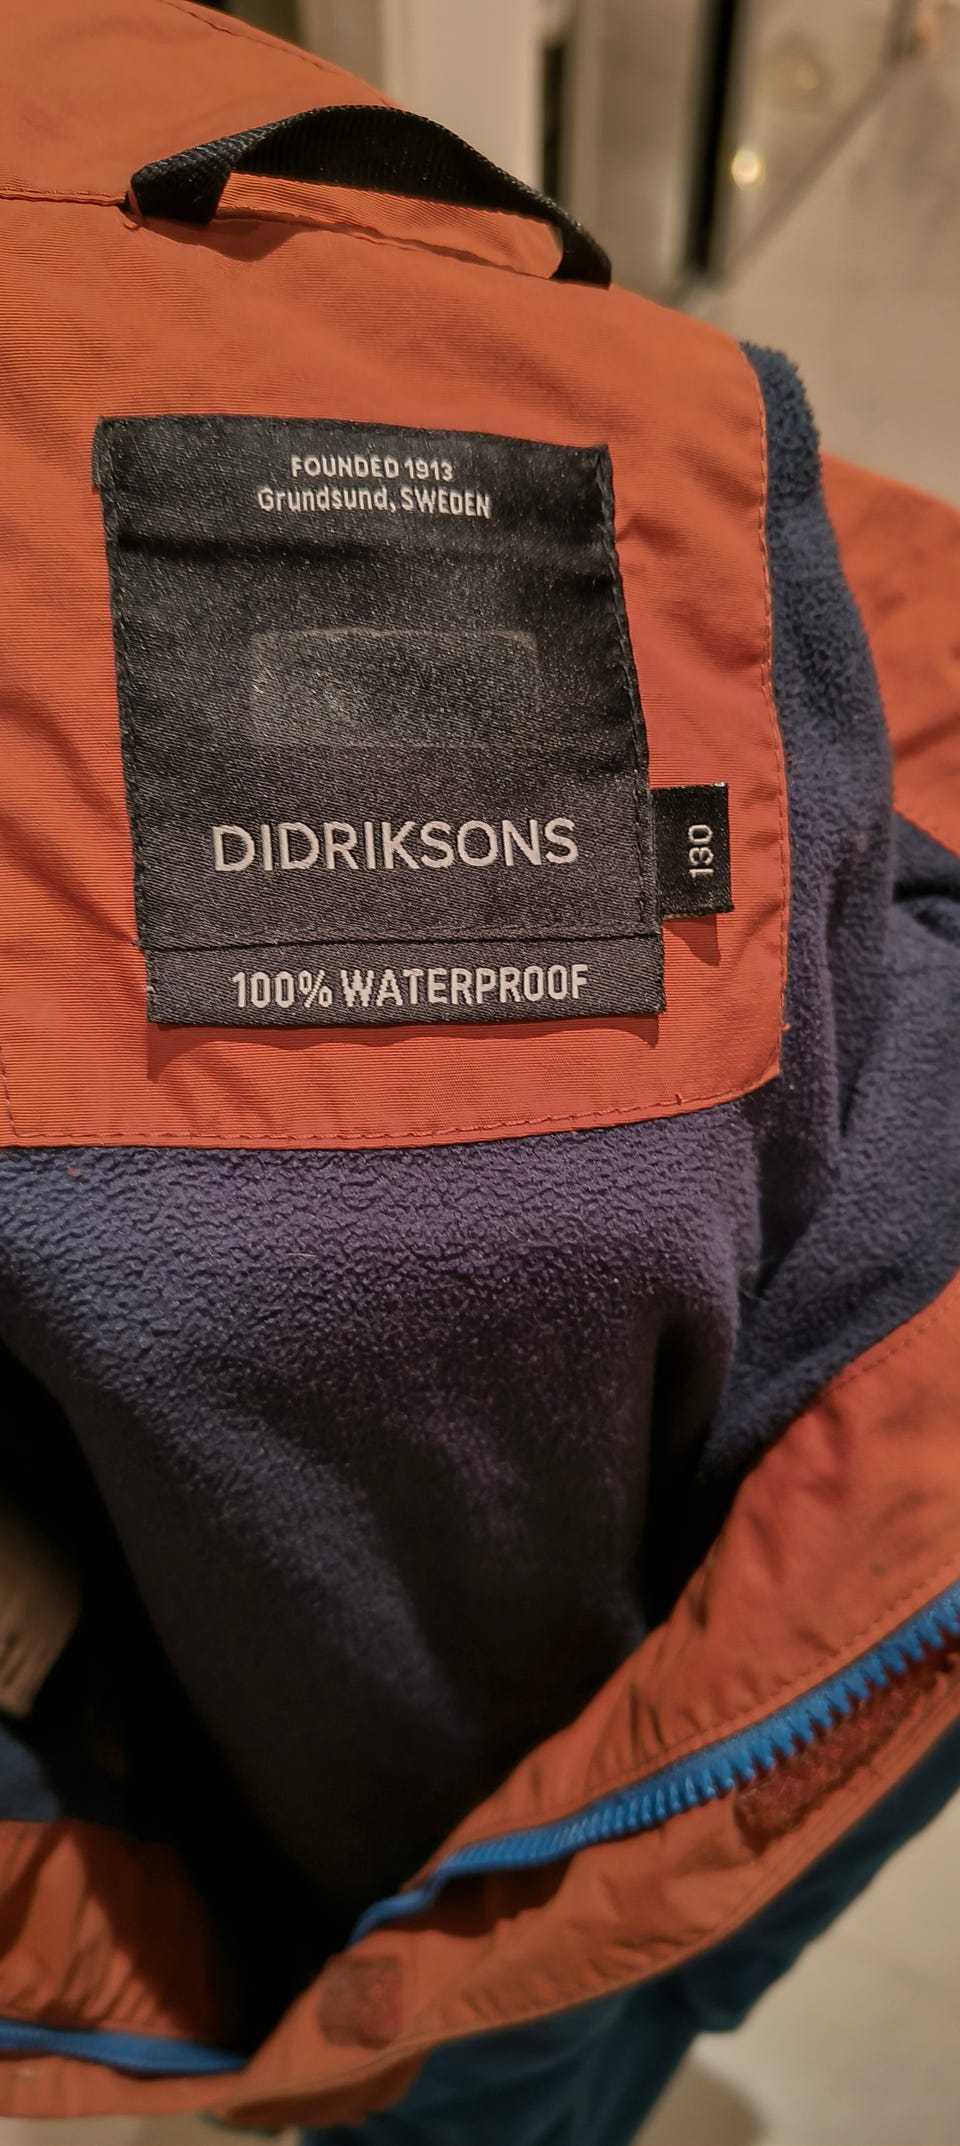 FOUNDED 1913
Grundsund, SWEDEN
DIDRIKSONS
130
100% WATERPROOF